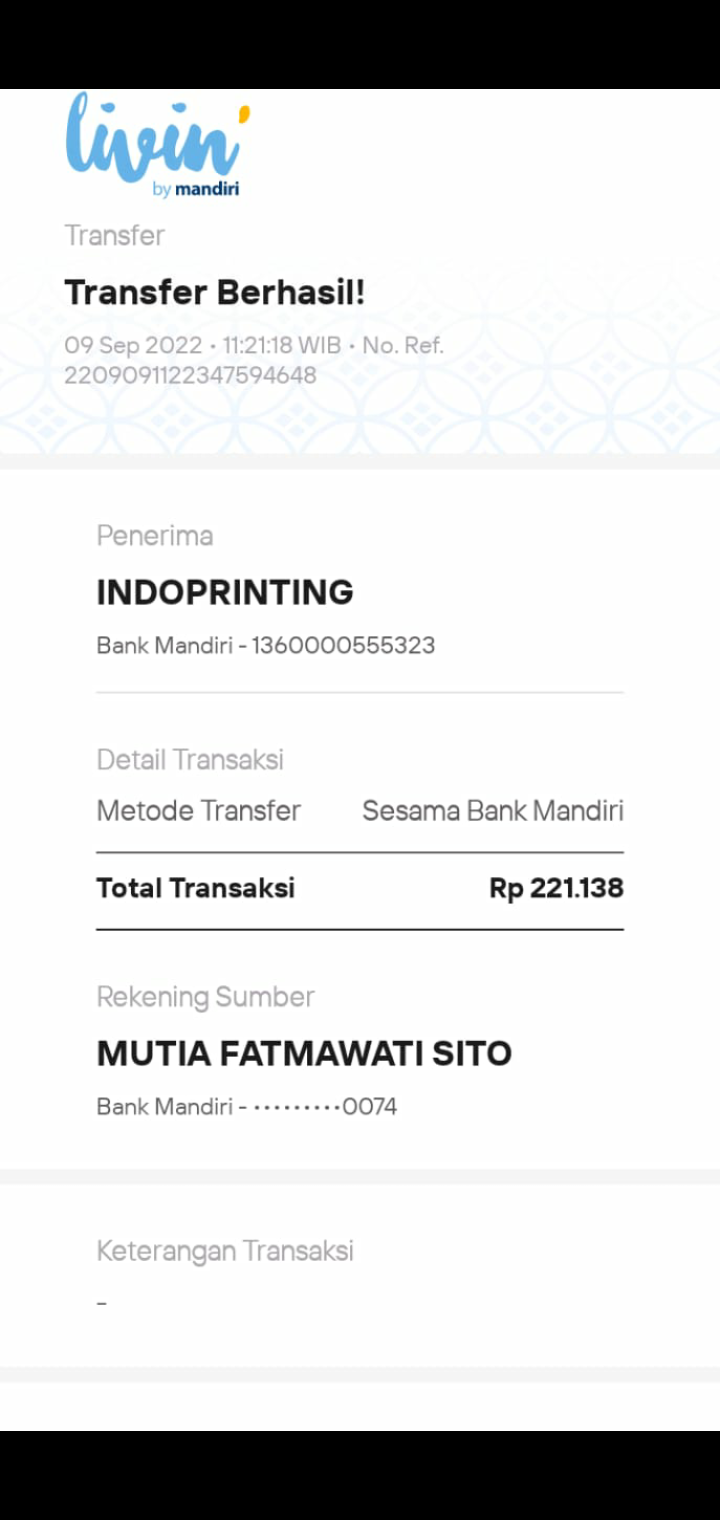 livin'
by mandiri
Transfer
Transfer Berhasil!
09 Sep 2022 • 11:21:18 WIB • No. Ref.
2209091122347594648
Penerima
INDOPRINTING
Bank Mandiri - 1360000555323
Detail Transaksi
Metode Transfer Sesama Bank Mandiri
Total Transaksi Rp 221.138
Rekening Sumber
MUTIA FATMAWATI SITO
Bank Mandiri - •••••••••0074
Keterangan Transaksi
-